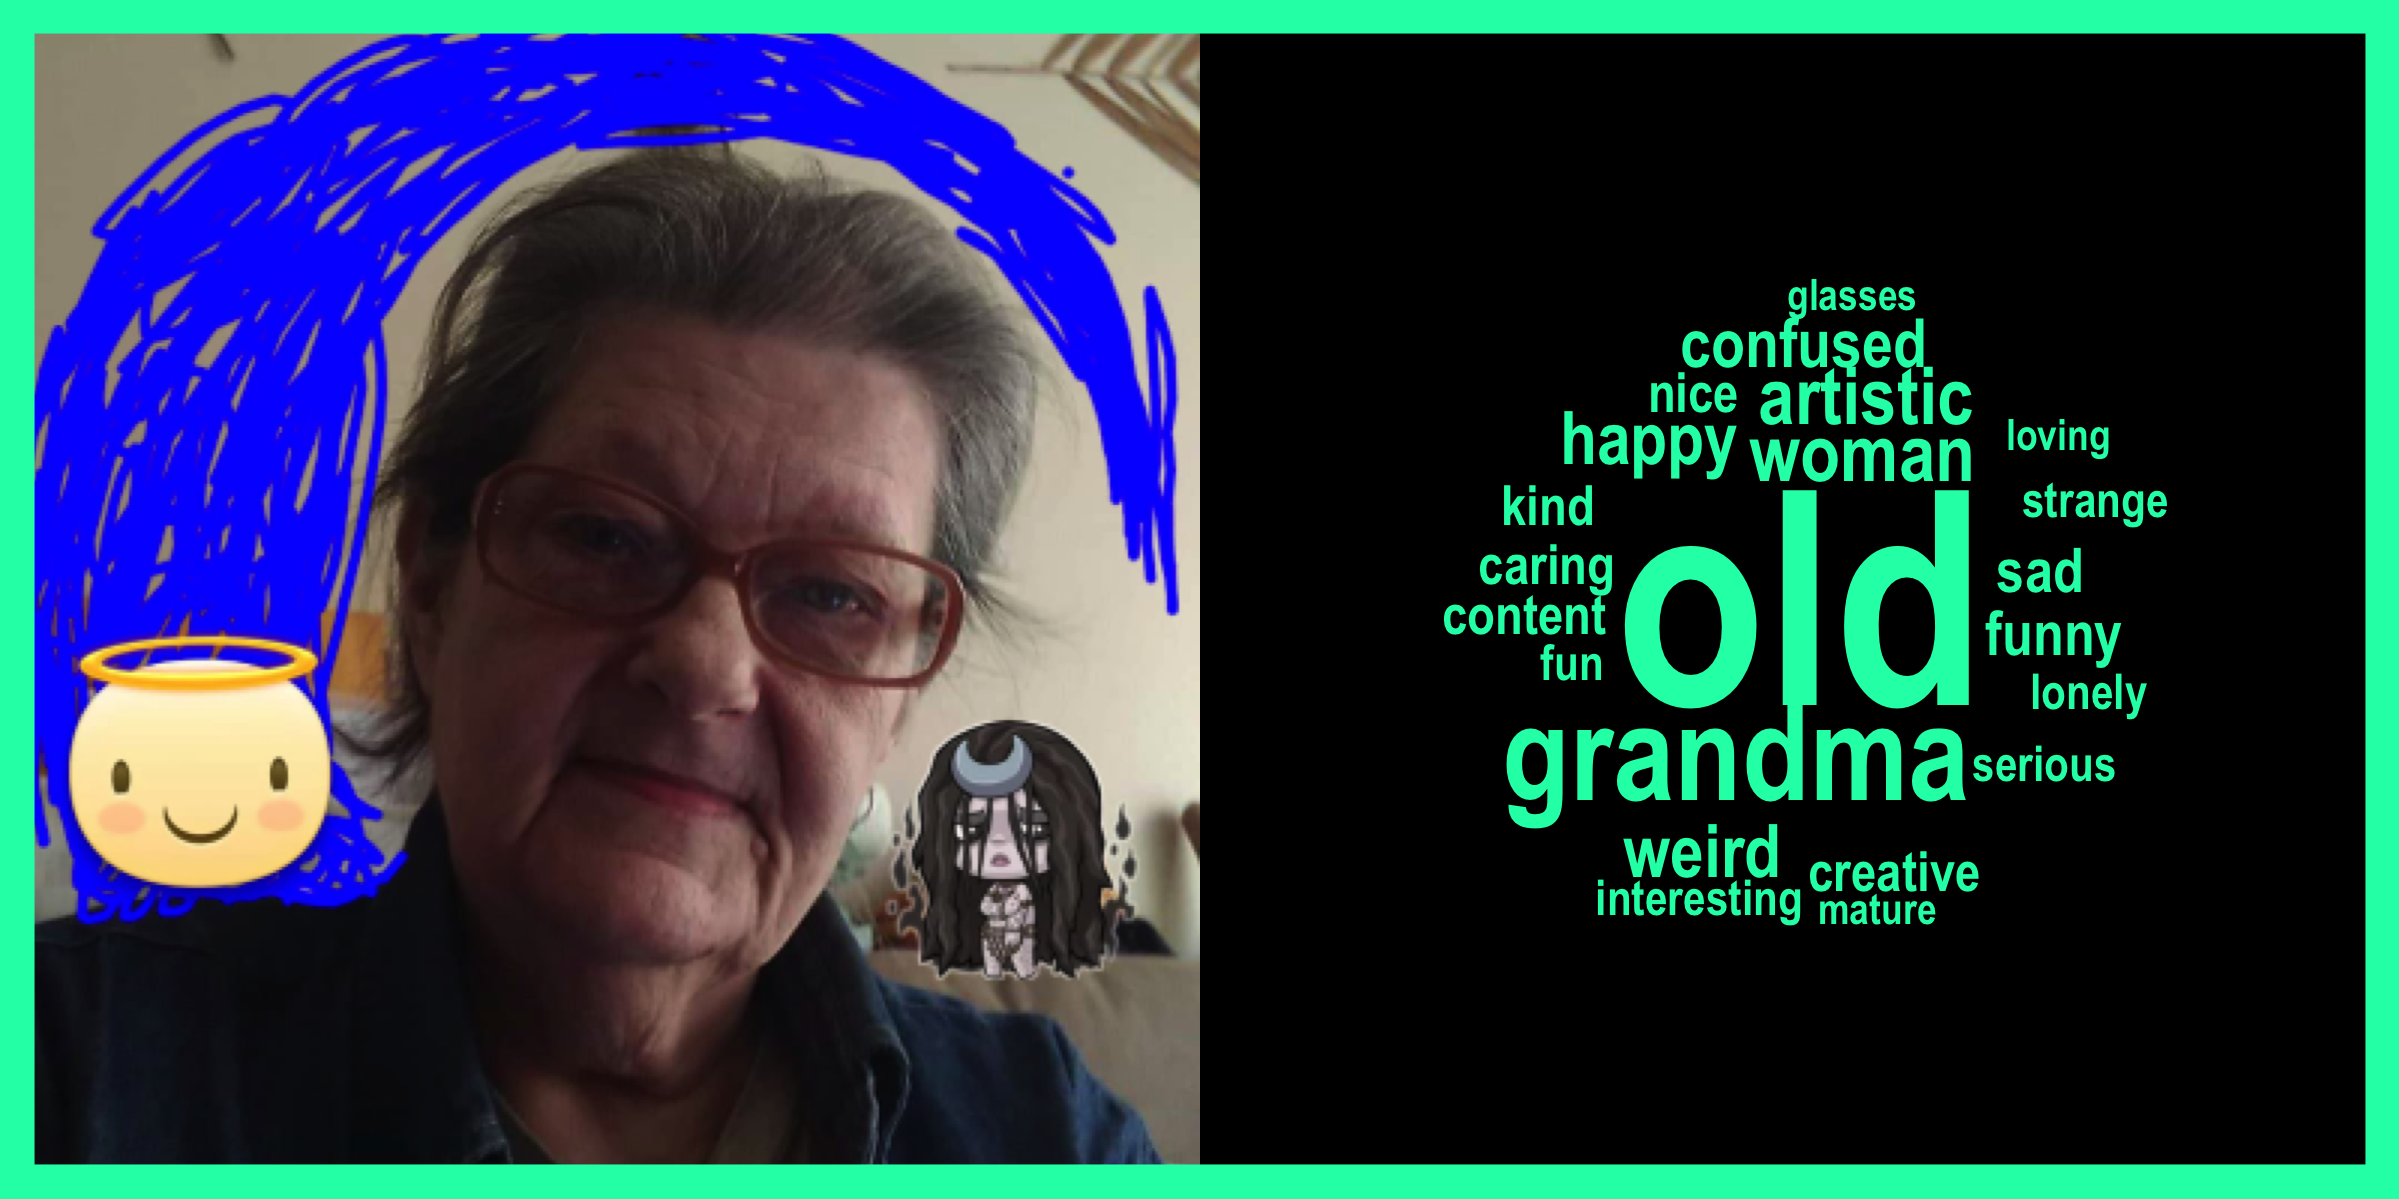 glasses
confused
nice artistic
happy woman loving
kind strange
caring sad
content old funny
fun lonely
grandma serious
weird creative
interesting mature